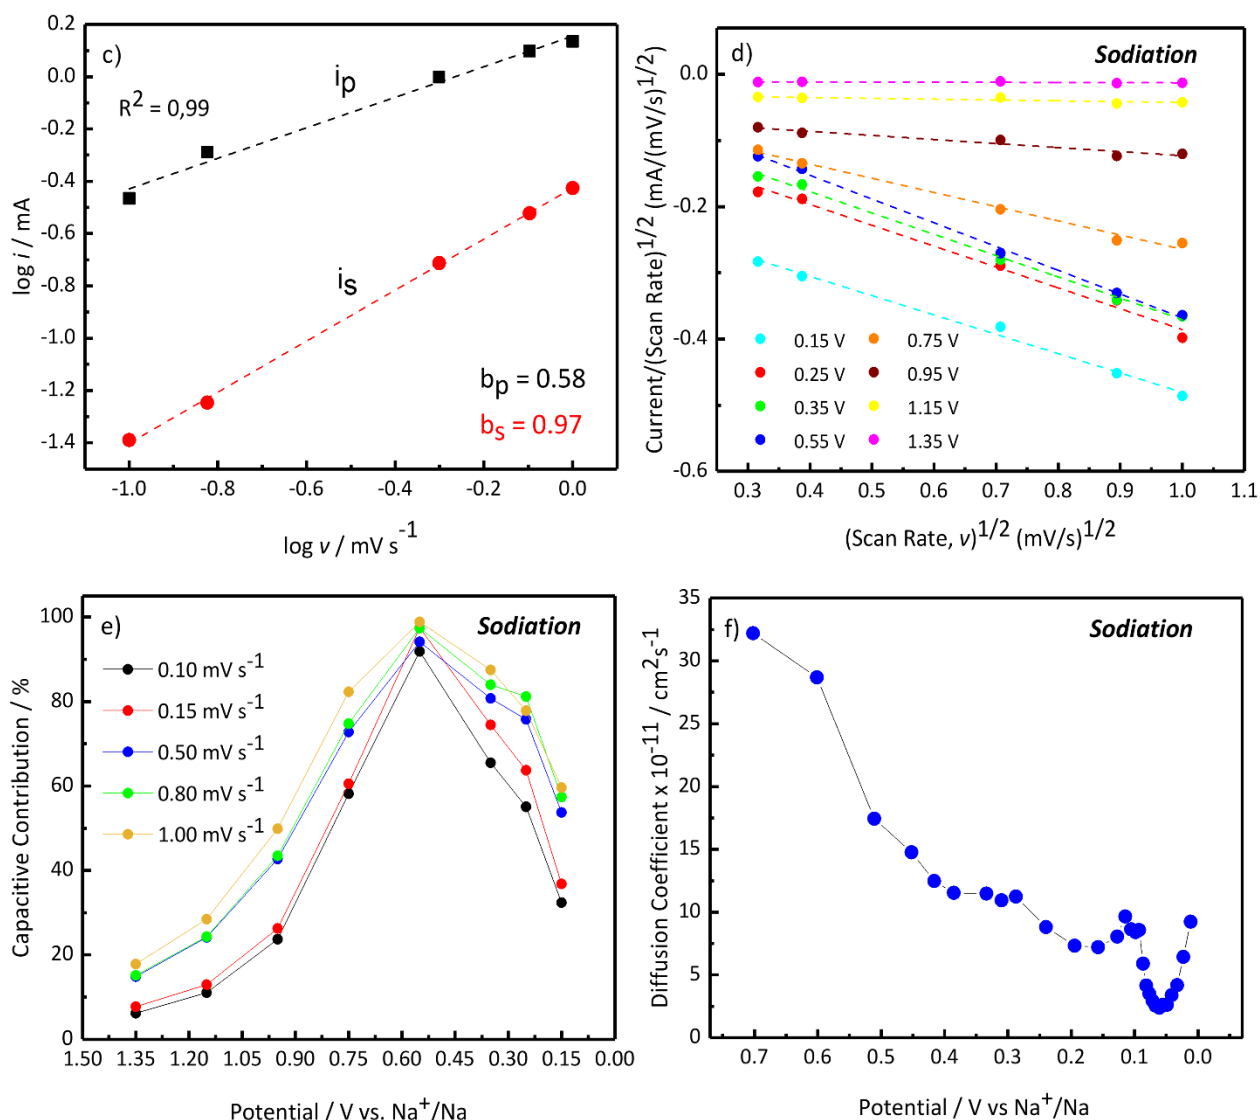 c)
0.2
0.0
-0.2
-0.4
-0.6
-0.8
-1.0
-1.2
-1.4
log i / mA
R² = 0,99
ip
is
bp = 0.58
bs = 0.97
-1.0 -0.8 -0.6 -0.4 -0.2 0.0
log v / mV s⁻¹
d)
Sodiation
0.0
-0.2
-0.4
-0.6
Current/(Scan Rate)^1/2 (mA/(mV/s)^1/2)
0.15 V 0.75 V
0.25 V 0.95 V
0.35 V 1.15 V
0.55 V 1.35 V
0.3 0.4 0.5 0.6 0.7 0.8 0.9 1.0 1.1
(Scan Rate, v)^1/2 (mV/s)^1/2
e)
Sodiation
100
80
60
40
20
0
Capacitive Contribution / %
0.10 mV s⁻¹
0.15 mV s⁻¹
0.50 mV s⁻¹
0.80 mV s⁻¹
1.00 mV s⁻¹
1.50 1.35 1.20 1.05 0.90 0.75 0.60 0.45 0.30 0.15 0.00
Potential / V vs. Na⁺/Na
f)
Sodiation
35
30
25
20
15
10
5
0
Diffusion Coefficient x 10⁻¹¹ / cm²s⁻¹
0.7 0.6 0.5 0.4 0.3 0.2 0.1 0.0
Potential / V vs Na⁺/Na